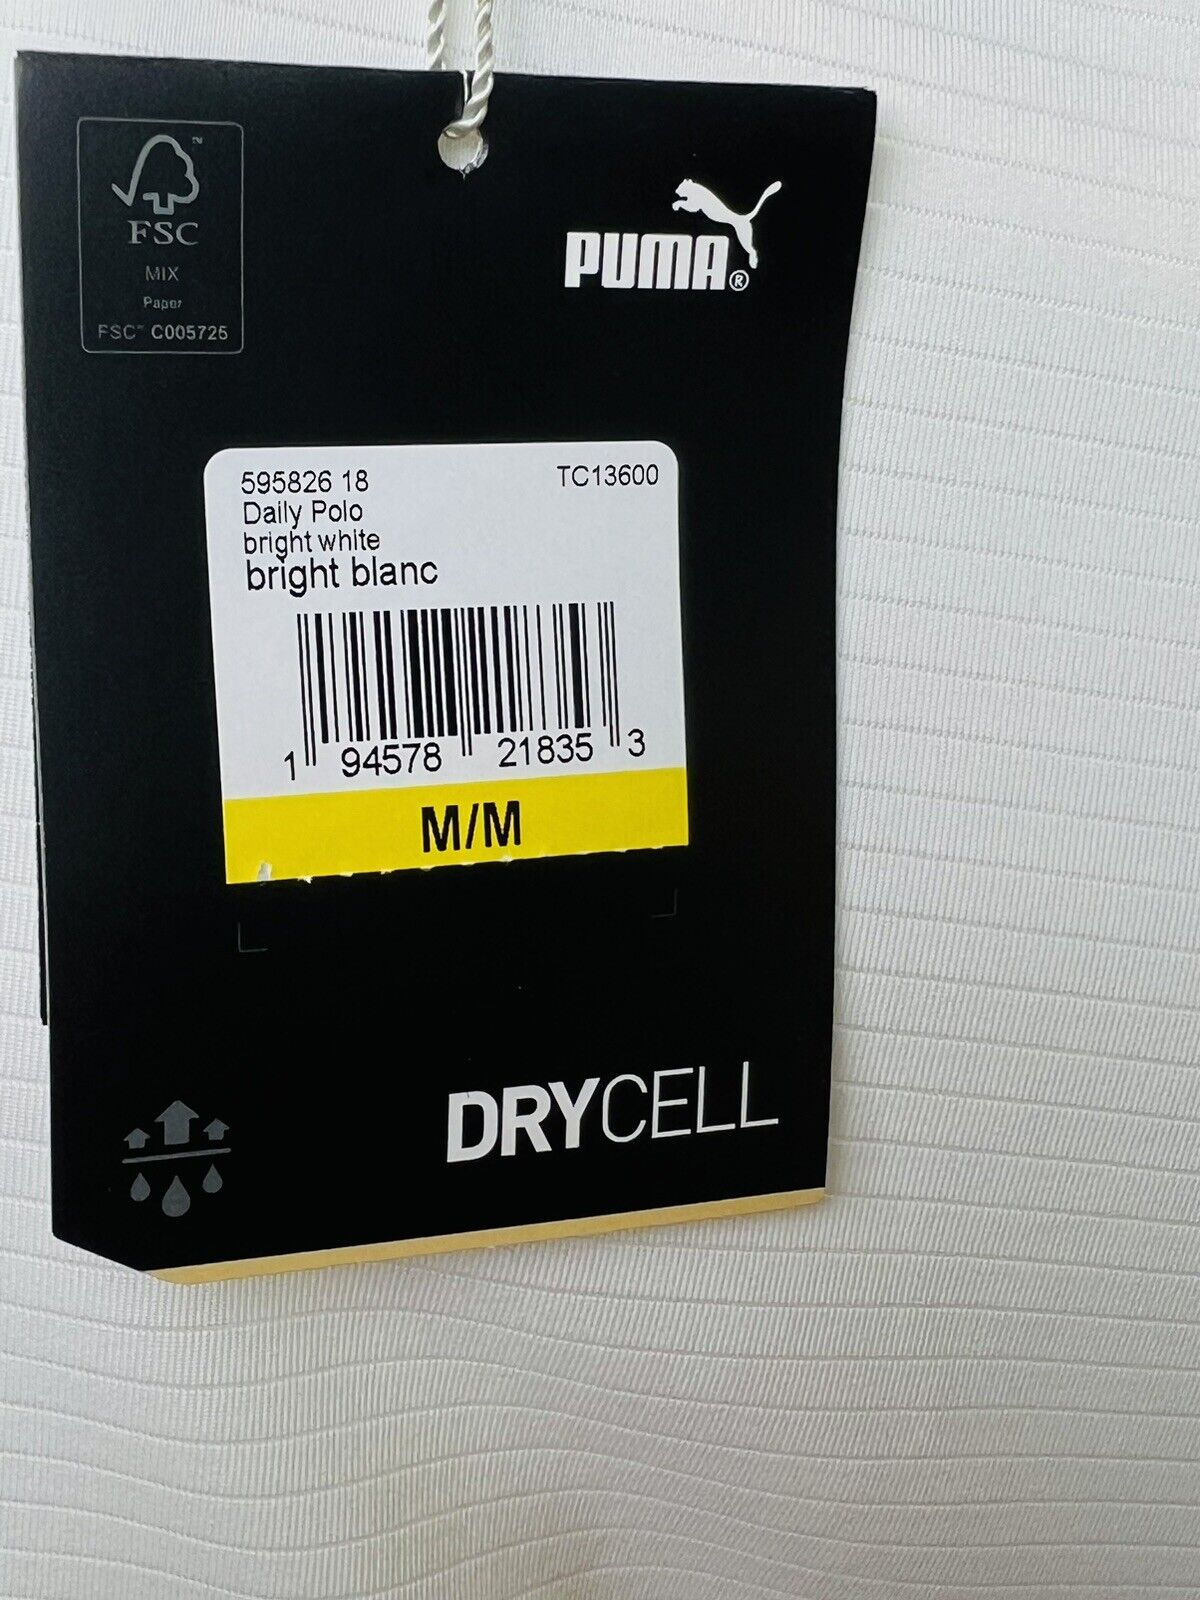 FSC
MIX
Paper
FSC™ C005725
PUMA®
595826 18 TC13600
Daily Polo
bright white
bright blanc
1 94578 21835 3
M/M
DRYCELL